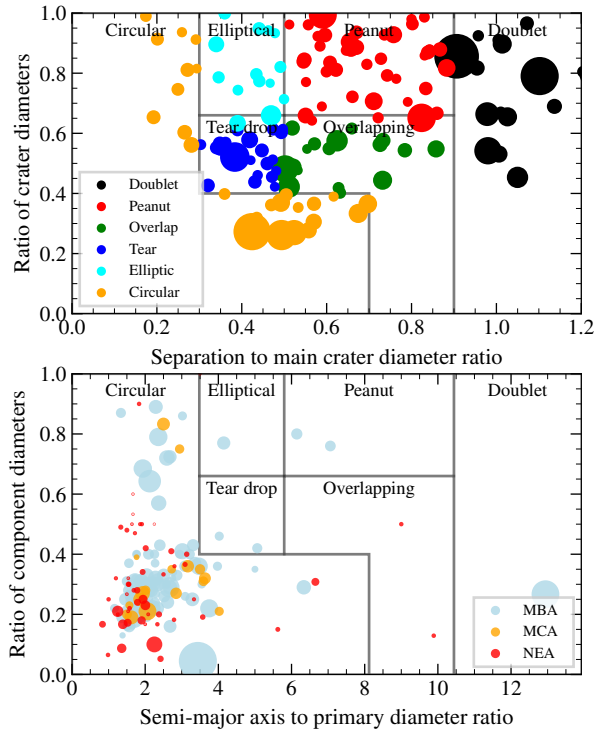 Circular Elliptical Peanut Doublet
Tear drop Overlapping
Doublet
Peanut
Overlap
Tear
Elliptic
Circular
1.0
0.8
0.6
0.4
0.2
0.0
Ratio of crater diameters
0.0 0.2 0.4 0.6 0.8 1.0 1.2
Separation to main crater diameter ratio
Circular Elliptical Peanut Doublet
Tear drop Overlapping
MBA
MCA
NEA
1.0
0.8
0.6
0.4
0.2
0.0
Ratio of component diameters
0 2 4 6 8 10 12
Semi-major axis to primary diameter ratio